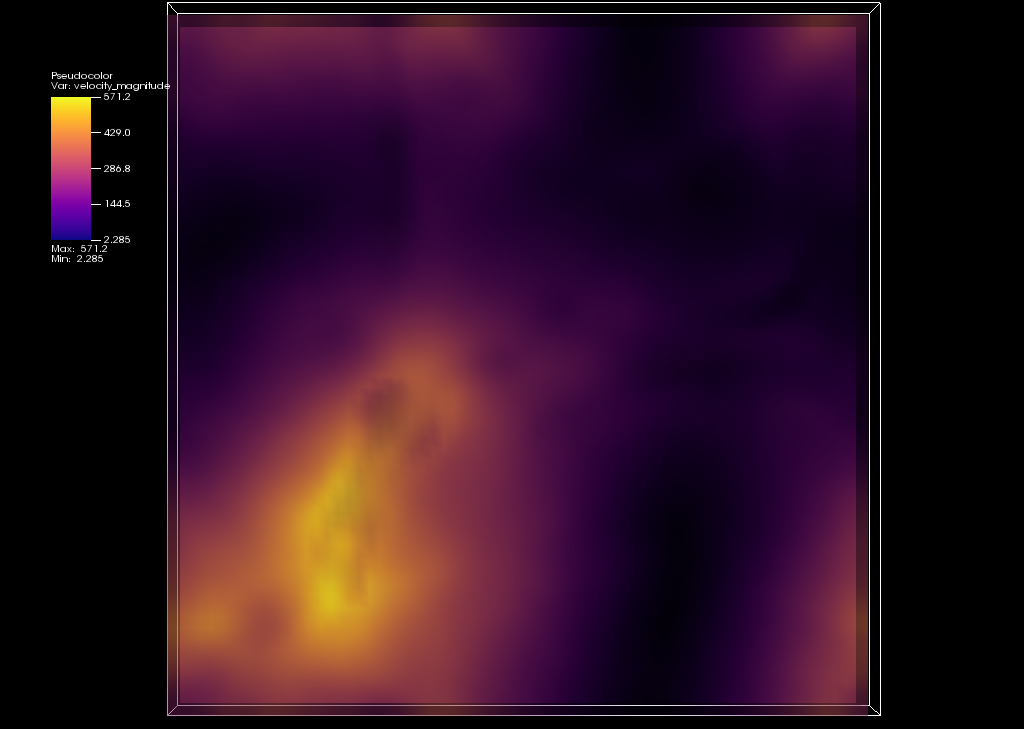 Pseudocolor
Var: velocity_magnitude
571.2
429.0
286.8
144.5
2.285
Max: 571.2
Min: 2.285